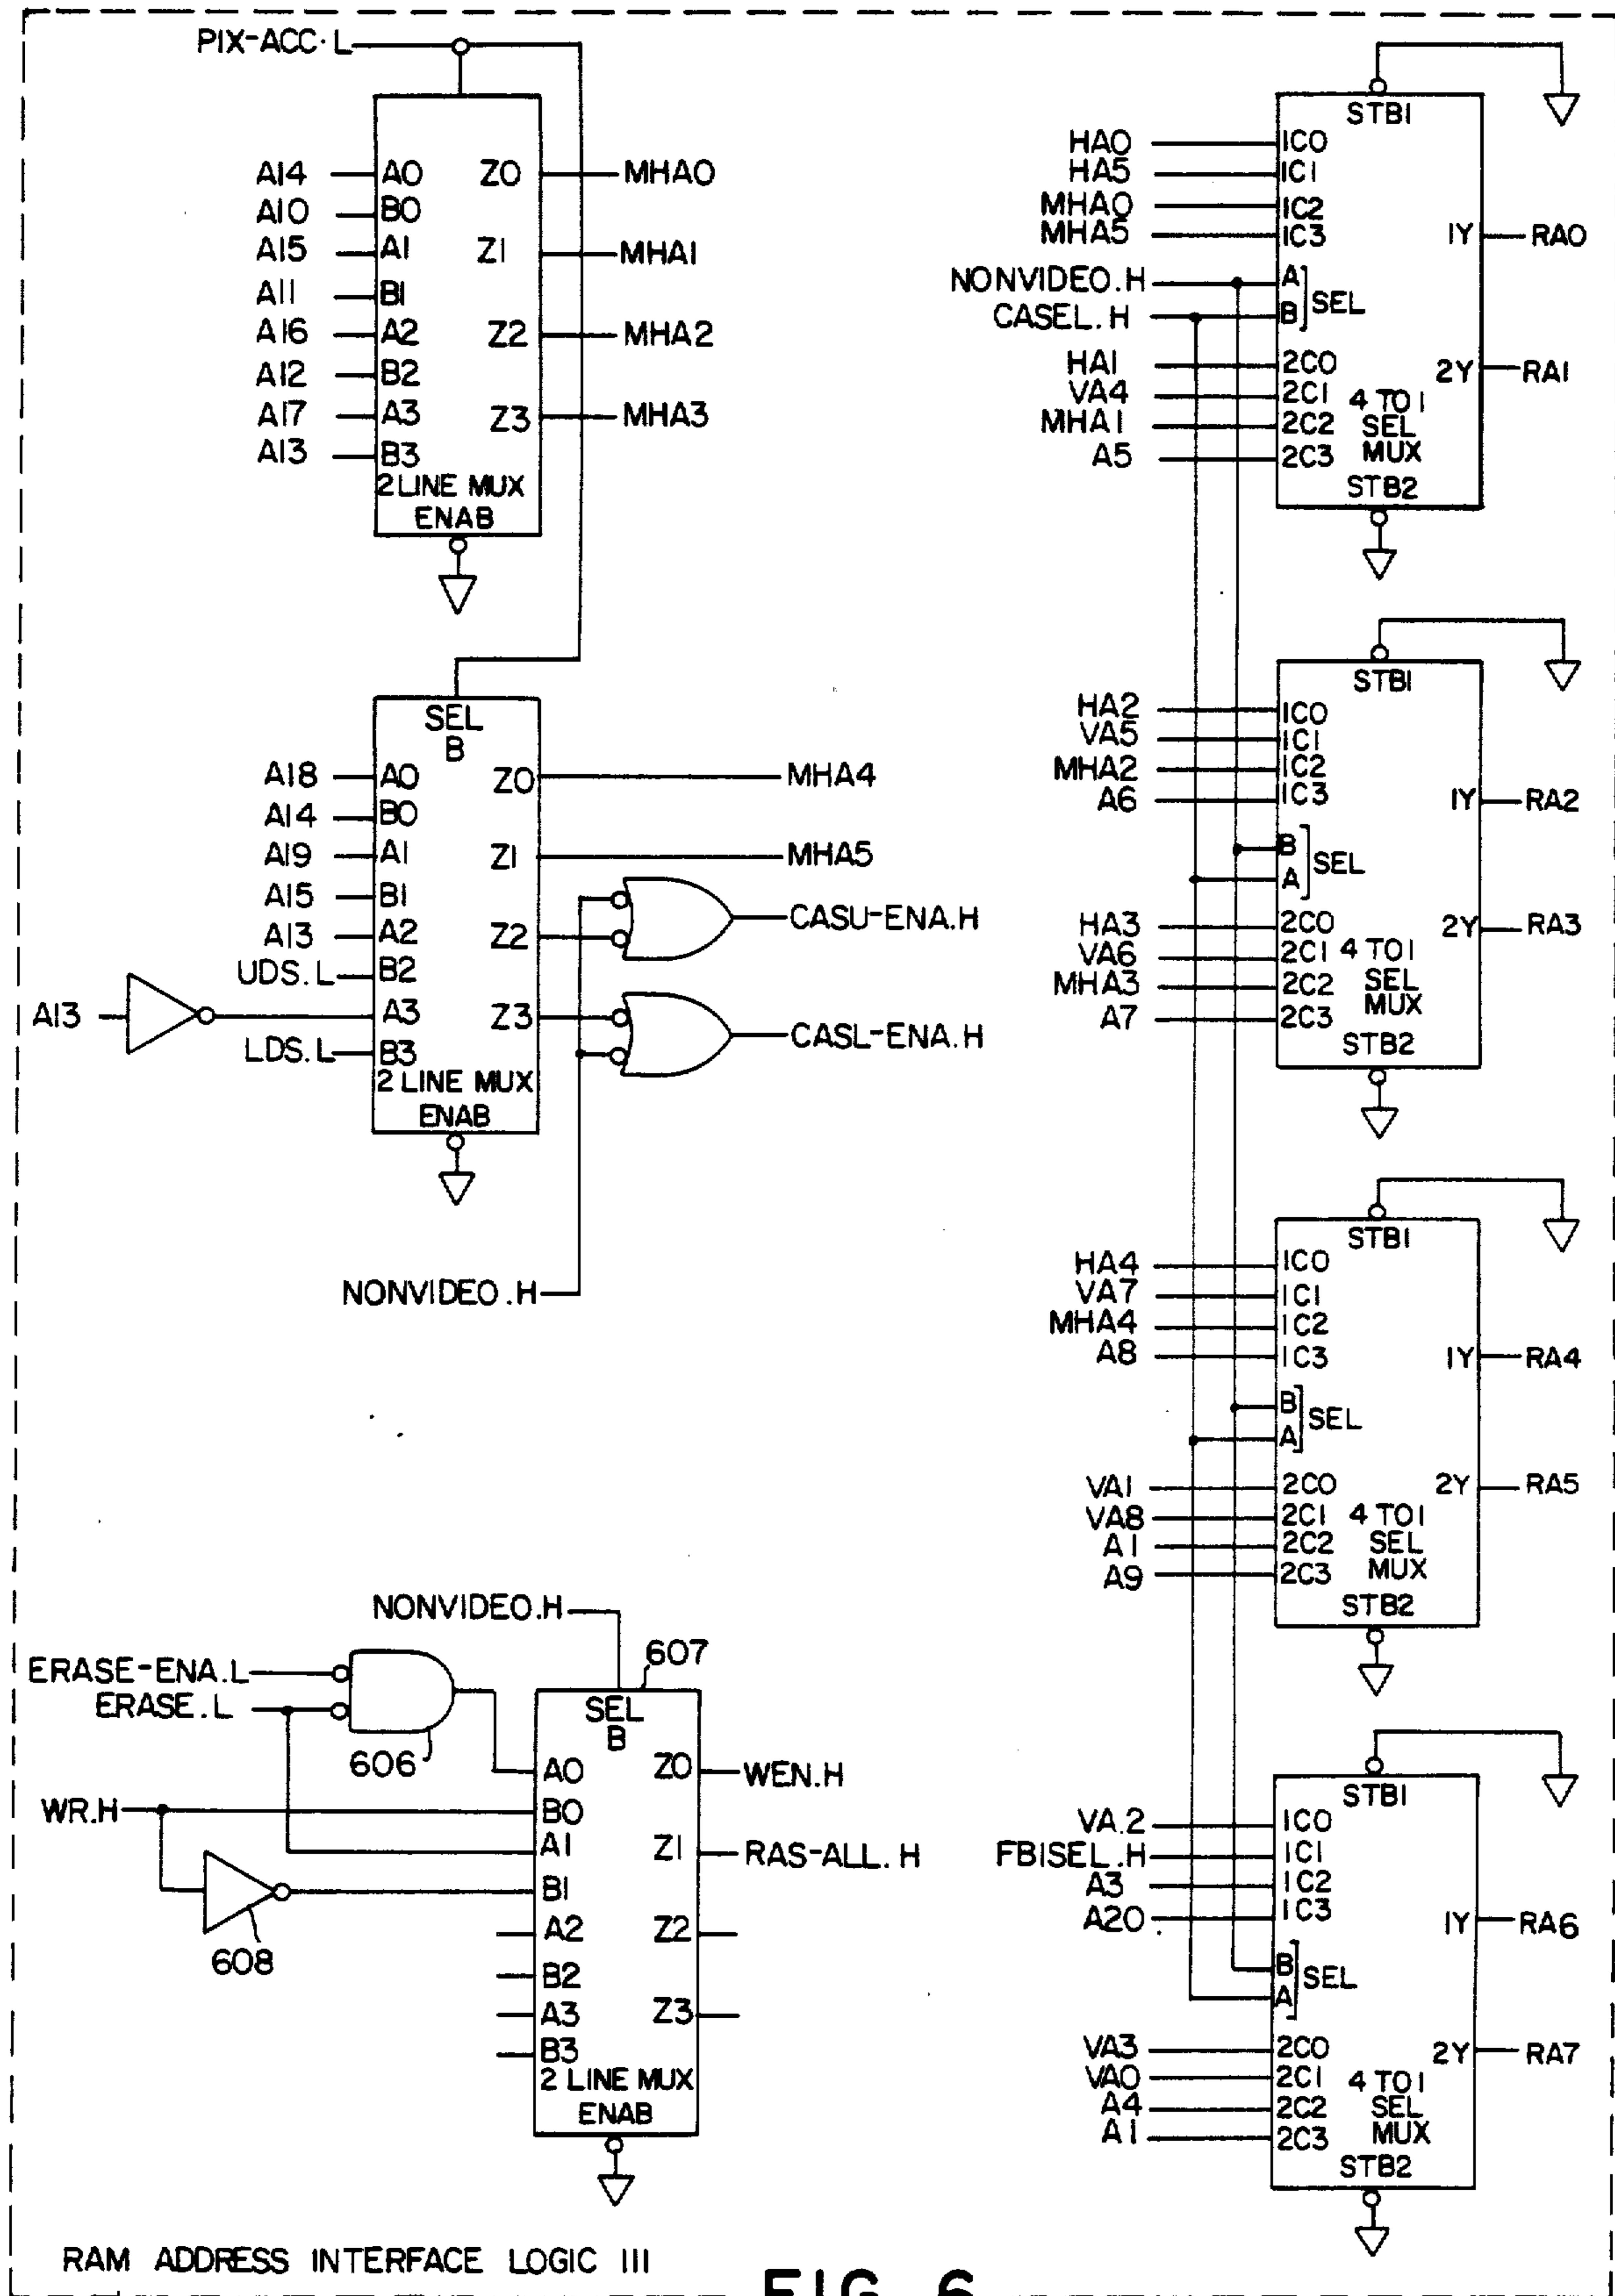 PIX-ACC.L
A14 A0 Z0 MHA0
A10 B0
A15 A1 Z1 MHA1
A11 B1
A16 A2 Z2 MHA2
A12 B2
A17 A3 Z3 MHA3
A13 B3
2 LINE MUX
ENAB
SEL
B
A18 A0 Z0 MHA4
A14 B0
A19 A1 Z1 MHA5
A15 B1
A13 A2 Z2 CASU-ENA.H
UDS.L B2
A13 A3 Z3 CASL-ENA.H
LDS.L B3
2 LINE MUX
ENAB
NONVIDEO.H
NONVIDEO.H
607
ERASE-ENA.L
ERASE.L
606
SEL
B
A0 Z0 WEN.H
WR.H B0
A1 Z1 RAS-ALL.H
B1
608
A2 Z2
B2
A3 Z3
B3
2 LINE MUX
ENAB
STB1
HA0 1C0
HA5 1C1
MHA0 1C2
MHA5 1C3 1Y RA0
NONVIDEO.H A SEL
CASEL.H B
HA1 2C0 2Y RA1
VA4 2C1 4 TO 1
MHA1 2C2 SEL
A5 2C3 MUX
STB2
STB1
HA2 1C0
VA5 1C1
MHA2 1C2
A6 1C3 1Y RA2
B SEL
A
HA3 2C0 2Y RA3
VA6 2C1 4 TO 1
MHA3 2C2 SEL
A7 2C3 MUX
STB2
STB1
HA4 1C0
VA7 1C1
MHA4 1C2
A8 1C3 1Y RA4
B SEL
A
VA1 2C0 2Y RA5
VA8 2C1 4 TO 1
A1 2C2 SEL
A9 2C3 MUX
STB2
STB1
VA.2 1C0
FB1SEL.H 1C1
A3 1C2
A20 1C3 1Y RA6
B SEL
A
VA3 2C0 2Y RA7
VA0 2C1 4 TO 1
A4 2C2 SEL
A1 2C3 MUX
STB2
RAM ADDRESS INTERFACE LOGIC III
FIG. 6